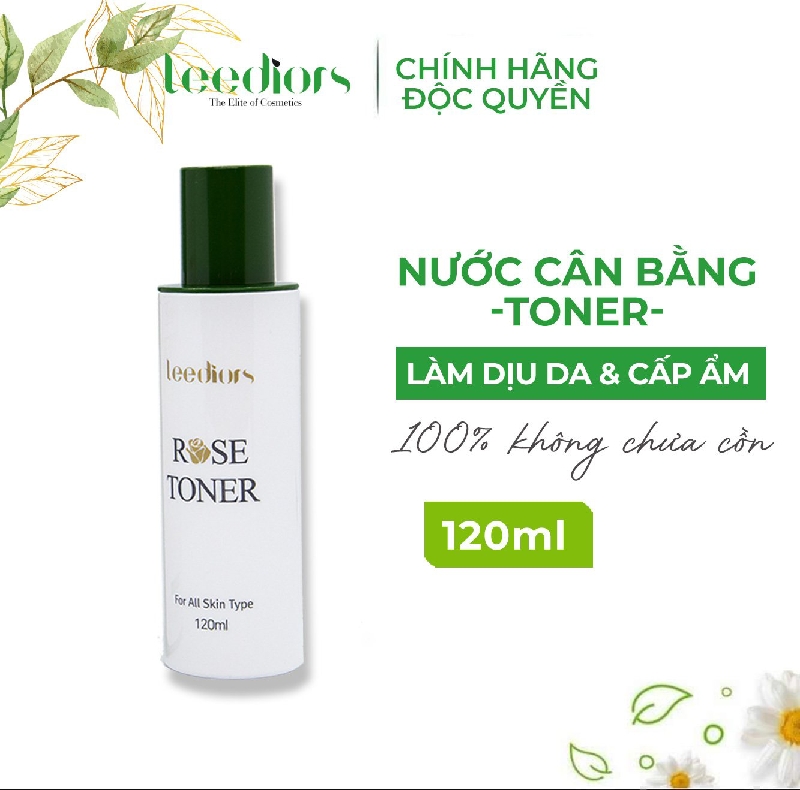 leediors
The Elite of Cosmetics
CHÍNH HÃNG
ĐỘC QUYỀN
leediors
ROSE
TONER
For All Skin Type
120ml
NƯỚC CÂN BẰNG
-TONER-
LÀM DỊU DA & CẤP ẨM
100% không chưa cồn
120ml